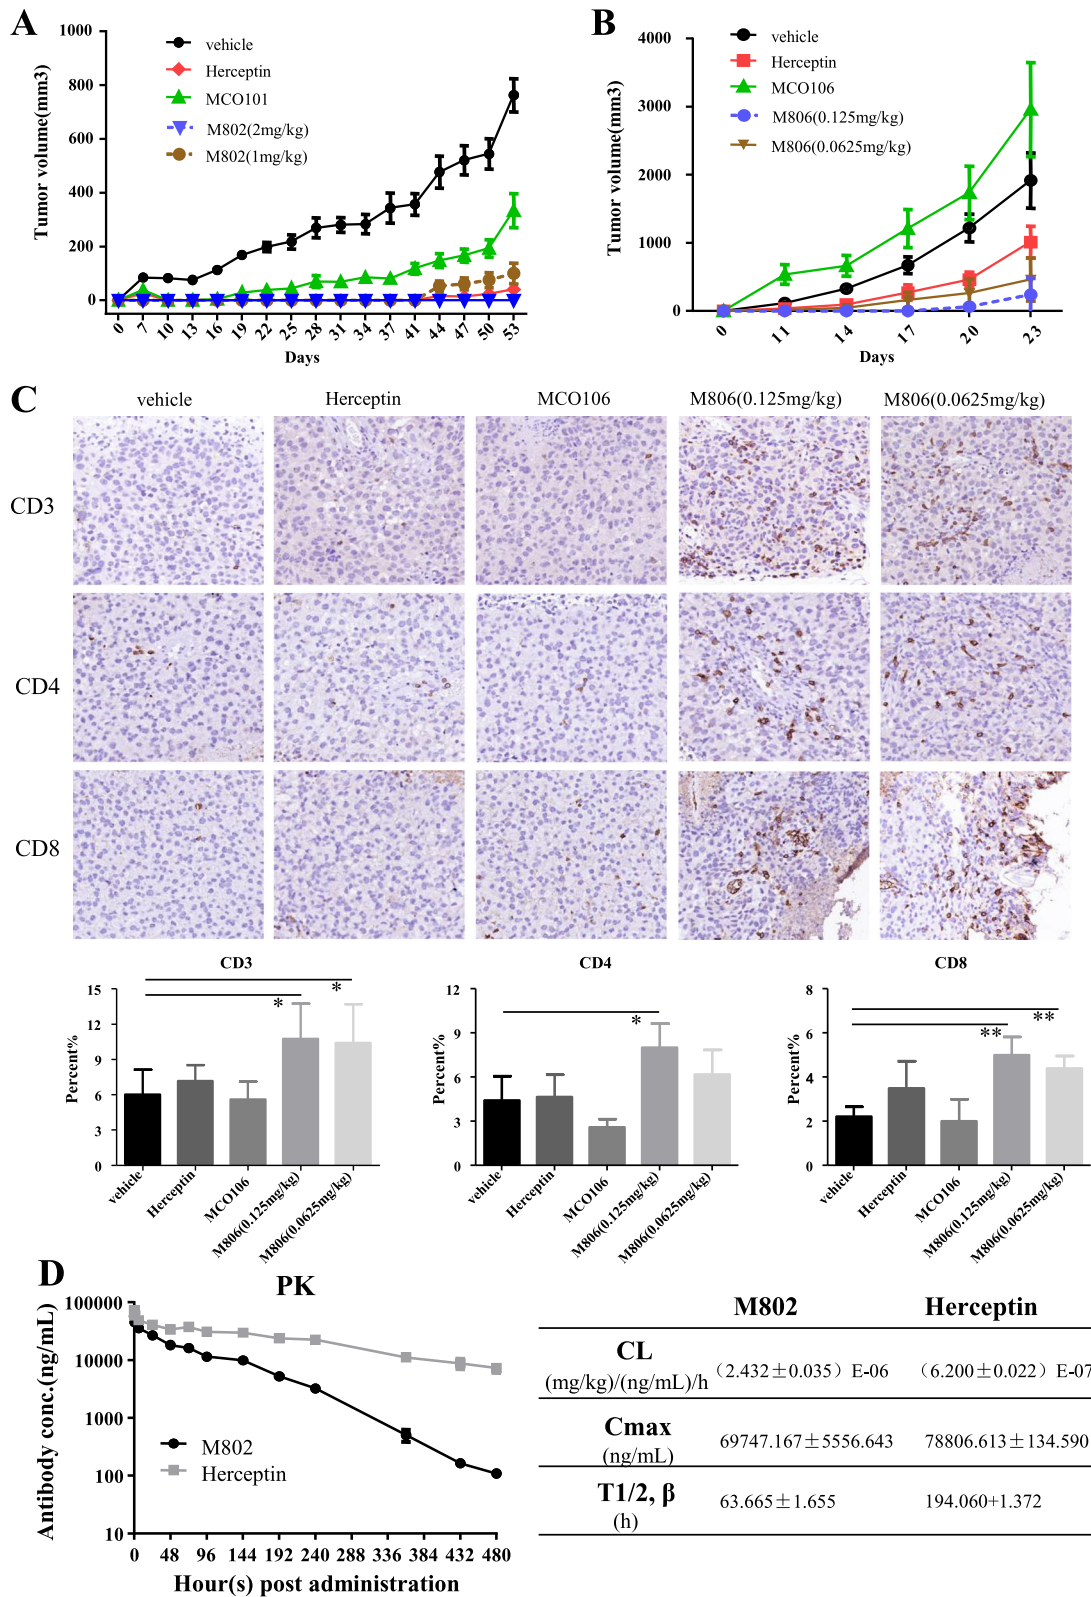 A
Tumor volume(mm3)
1000
800
600
400
200
0
vehicle
Herceptin
MCO101
M802(2mg/kg)
M802(1mg/kg)
0 7 10 13 16 19 22 25 28 31 34 37 41 44 47 50 53
Days
B
Tumor volume(mm3)
4000
3000
2000
1000
0
vehicle
Herceptin
MCO106
M806(0.125mg/kg)
M806(0.0625mg/kg)
0 11 14 17 20 23
Days
C
vehicle Herceptin MCO106 M806(0.125mg/kg) M806(0.0625mg/kg)
CD3
CD4
CD8
CD3
Percent%
15
12
9
6
3
0
* *
vehicle Herceptin MCO106 M806(0.125mg/kg) M806(0.0625mg/kg)
CD4
Percent%
12
9
6
3
0
*
vehicle Herceptin MCO106 M806(0.125mg/kg) M806(0.0625mg/kg)
CD8
Percent%
8
6
4
2
0
** **
vehicle Herceptin MCO106 M806(0.125mg/kg) M806(0.0625mg/kg)
D
PK
Antibody conc.(ng/mL)
100000
10000
1000
100
10
M802
Herceptin
0 48 96 144 192 240 288 336 384 432 480
Hour(s) post administration
M802 Herceptin
CL
(mg/kg)/(ng/mL)/h (2.432±0.035) E-06 (6.200±0.022) E-07
Cmax
(ng/mL) 69747.167±5556.643 78806.613±134.590
T1/2, β
(h) 63.665±1.655 194.060+1.372